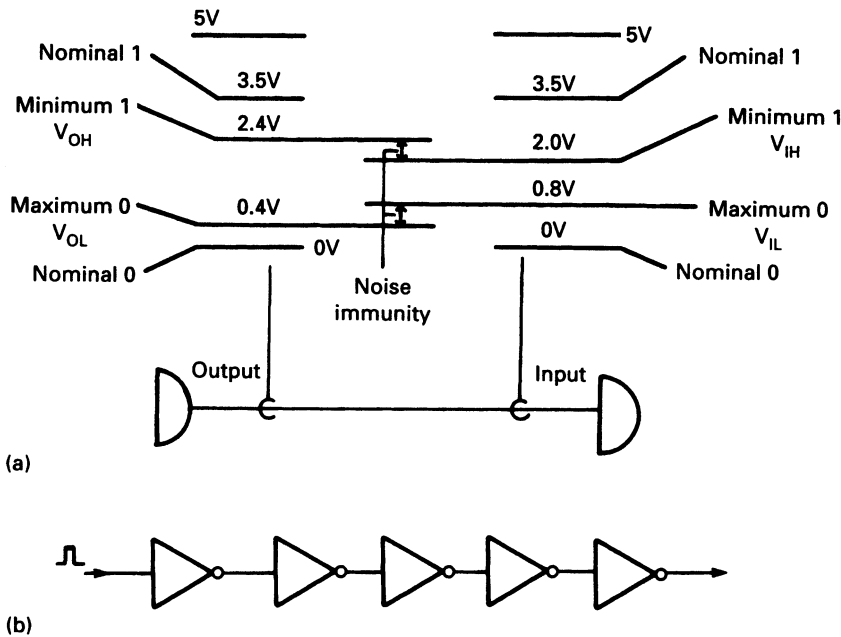 5V
5V
Nominal 1
Nominal 1
3.5V
3.5V
Minimum 1
VOH
2.4V
2.0V
Minimum 1
VIH
0.8V
Maximum 0
VOL
0.4V
Maximum 0
VIL
0V
0V
Nominal 0
Nominal 0
Noise
immunity
Output
Input
(a)
(b)